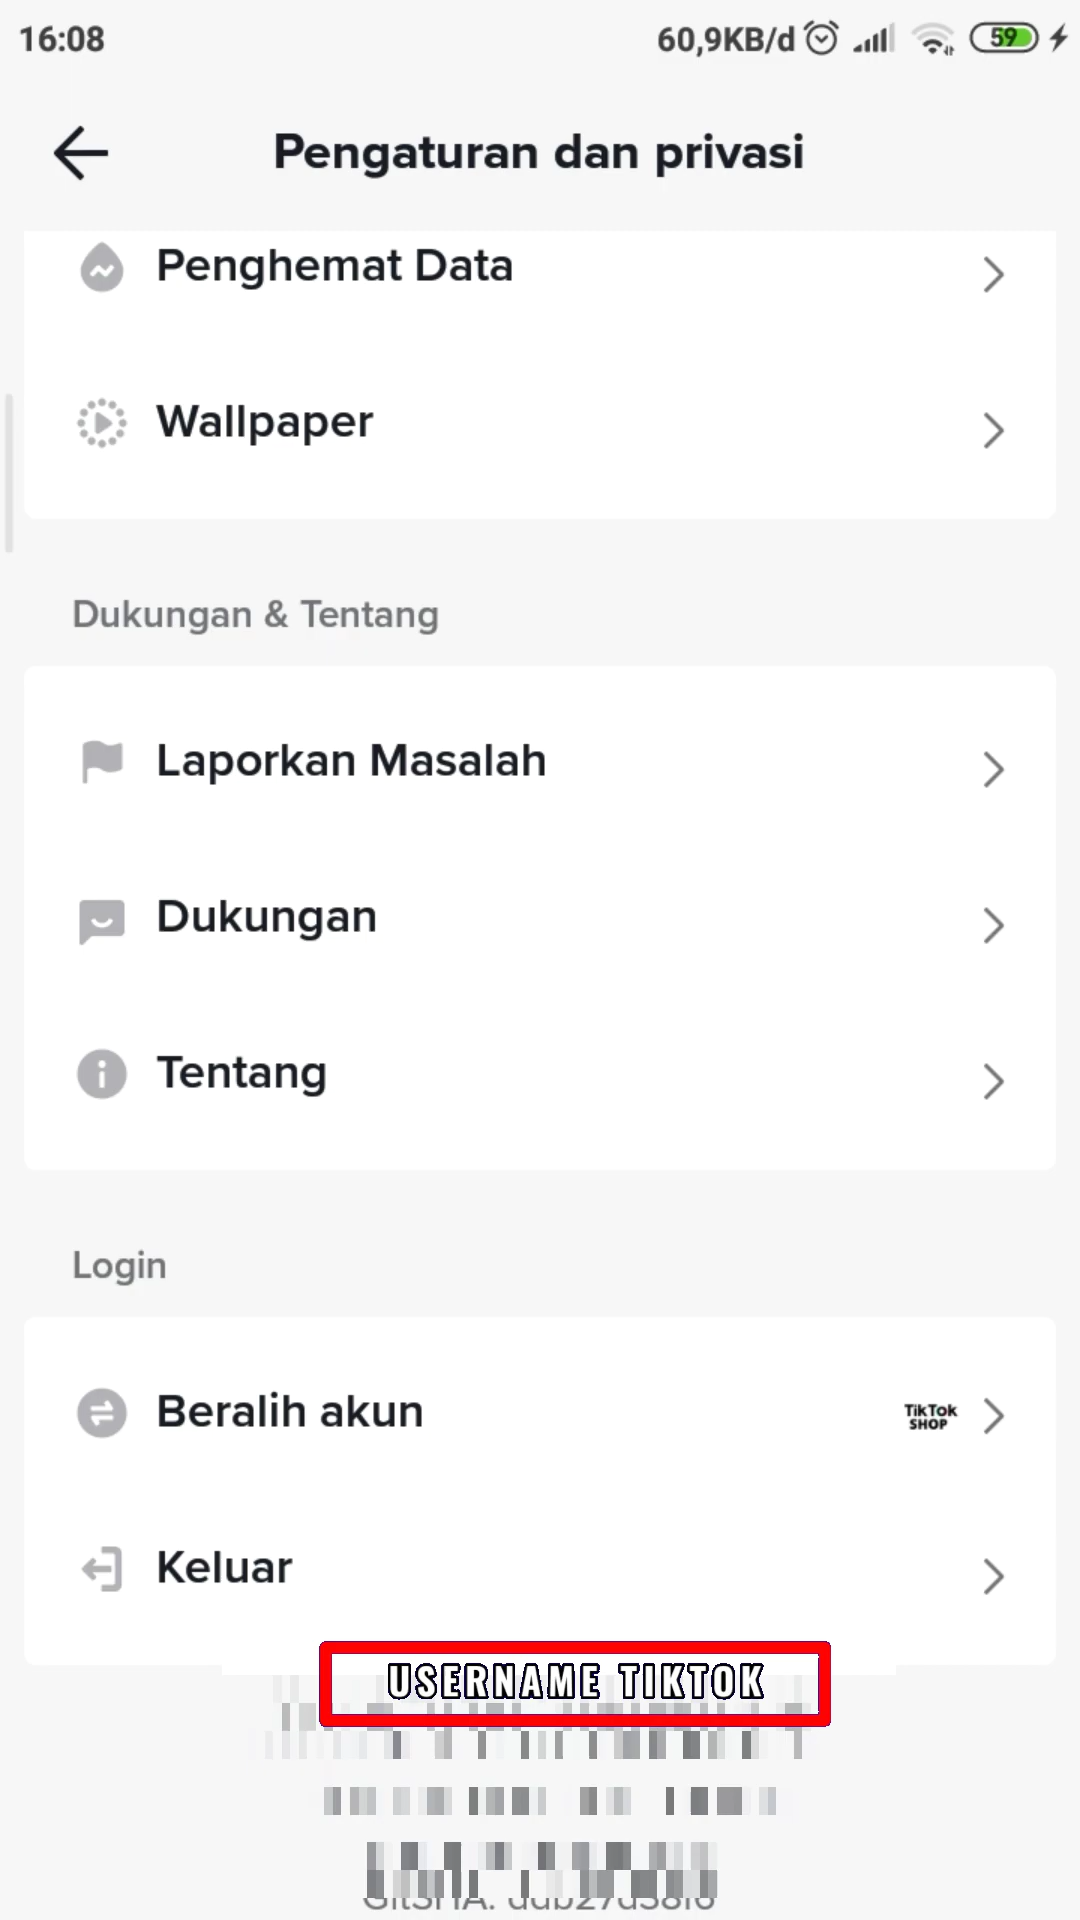 16:08
60,9KB/d
59
Pengaturan dan privasi
Penghemat Data
Wallpaper
Dukungan & Tentang
Laporkan Masalah
Dukungan
Tentang
Login
Beralih akun
TikTok
SHOP
Keluar
USERNAME TIKTOK